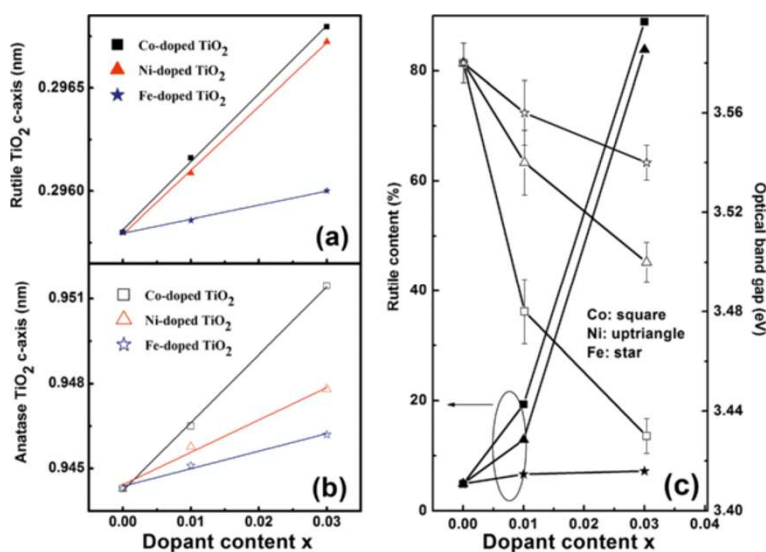 Rutile TiO2 c-axis (nm)
0.2965
0.2960
Co-doped TiO2
Ni-doped TiO2
Fe-doped TiO2
(a)
Anatase TiO2 c-axis (nm)
0.951
0.948
0.945
Co-doped TiO2
Ni-doped TiO2
Fe-doped TiO2
(b)
0.00 0.01 0.02 0.03
Dopant content x
Rutile content (%)
80
60
40
20
0
Co: square
Ni: uptriangle
Fe: star
(c)
3.56
3.52
3.48
3.44
3.40
Optical band gap (eV)
0.00 0.01 0.02 0.03 0.04
Dopant content x